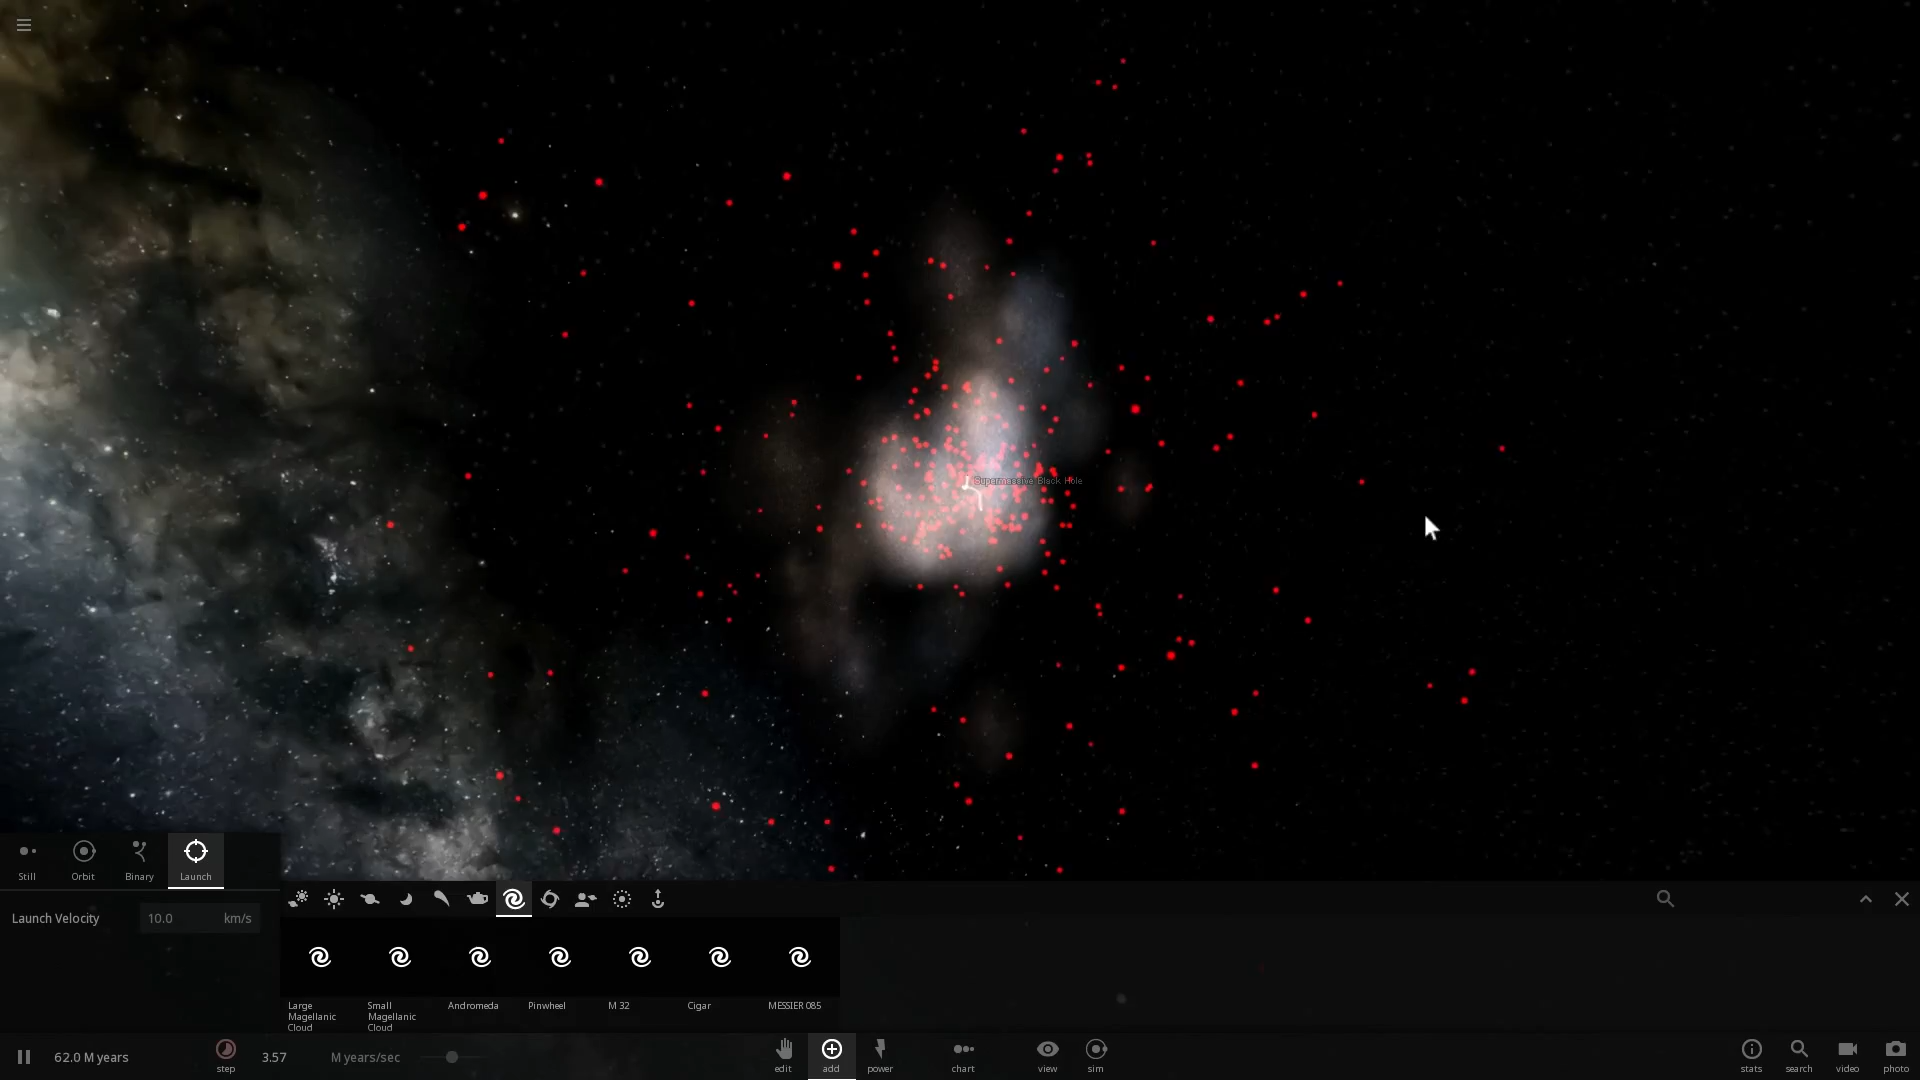 Supermassive Black Hole
Still
Orbit
Binary
Launch
Launch Velocity
10.0
km/s
Large
Magellanic
Cloud
Small
Magellanic
Cloud
Andromeda
Pinwheel
M 32
Cigar
MESSIER 085
62.0 M years
step
3.57
M years/sec
edit
add
power
chart
view
sim
stats
search
video
photo